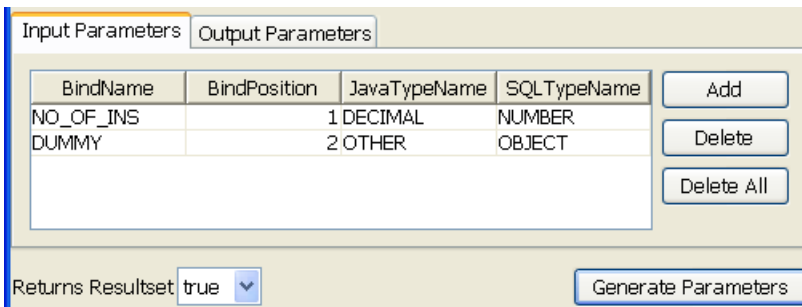 Input Parameters Output Parameters
BindName BindPosition JavaTypeName SQLTypeName
NO_OF_INS 1 DECIMAL NUMBER
DUMMY 2 OTHER OBJECT
Add
Delete
Delete All
Returns Resultset true Generate Parameters